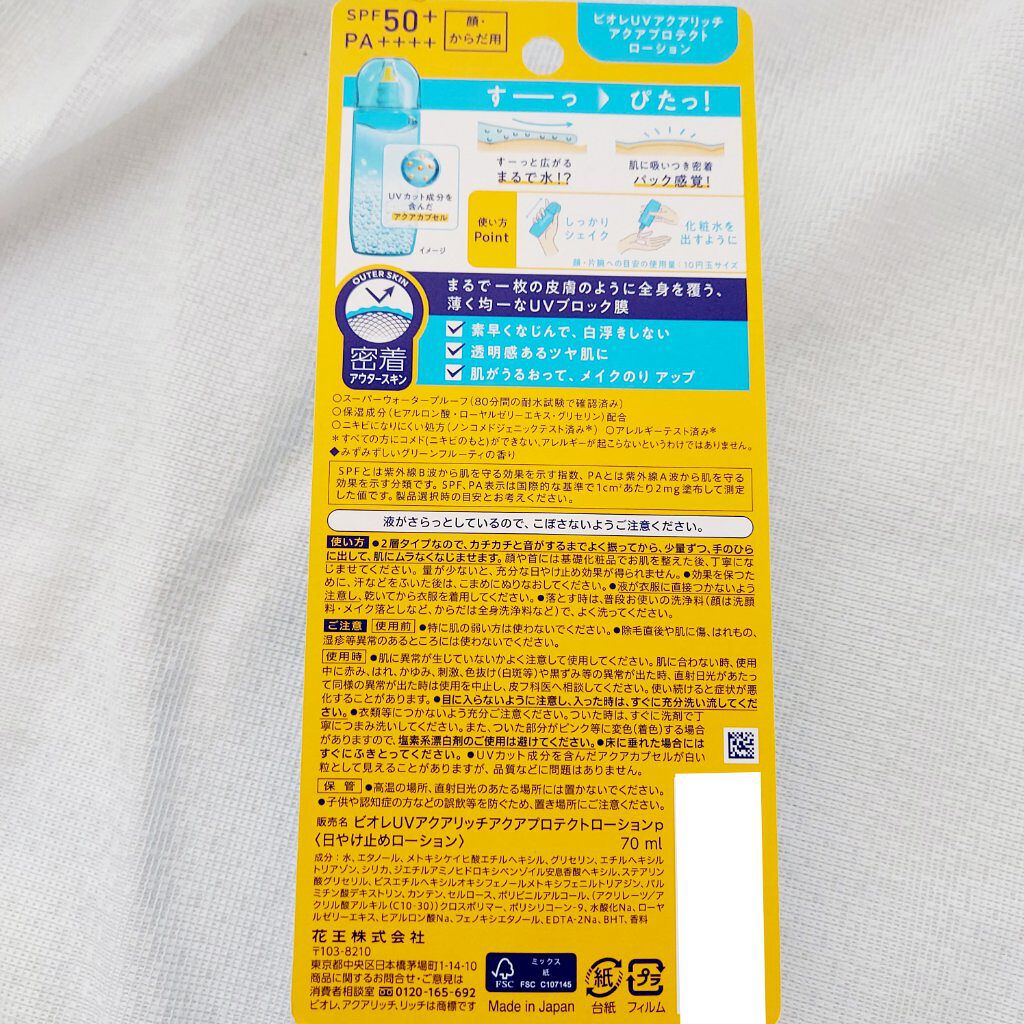 SPF50+
PA++++
顔・
からだ用
ビオレUVアクアリッチ
アクアプロテクト
ローション
すーっ ▶ ぴたっ!
すーっと広がる
まるで水!?
肌に吸いつき密着
パック感覚!
UVカット成分を
含んだ
アクアカプセル
イメージ
使い方
Point
しっかり
シェイク
化粧水を
出すように
顔・片腕への目安の使用量:10円玉サイズ
OUTER SKIN
密着
アウタースキン
まるで一枚の皮膚のように全身を覆う、
薄く均一なUVブロック膜
素早くなじんで、白浮きしない
透明感あるツヤ肌に
肌がうるおって、メイクのり アップ
○スーパーウォータープルーフ(80分間の耐水試験で確認済み)
○保湿成分(ヒアルロン酸・ローヤルゼリーエキス・グリセリン)配合
○ニキビになりにくい処方(ノンコメドジェニックテスト済み*) ○アレルギーテスト済み*
*すべての方にコメド(ニキビのもと)ができない、アレルギーが起こらないというわけではありません。
◆みずみずしいグリーンフルーティの香り
SPFとは紫外線B波から肌を守る効果を示す指数、PAとは紫外線A波から肌を守る
効果を示す分類です。SPF、PA表示は国際的な基準で1cm²あたり2mg塗布して測定
した値です。製品選択時の目安とお考えください。
液がさらっとしているので、こぼさないようご注意ください。
使い方 ●2層タイプなので、カチカチと音がするまでよく振ってから、少量ずつ、手のひら
に出して、肌にムラなくなじませます。顔や首には基礎化粧品でお肌を整えた後、丁寧にな
じませてください。量が少ないと、充分な日やけ止め効果が得られません。●効果を保つた
めに、汗などをふいた後は、こまめにぬりなおしてください。●液が衣服に直接つかないよう
注意し、乾いてから衣服を着用してください。●落とす時は、普段お使いの洗浄料(顔は洗顔
料・メイク落としなど、からだは全身洗浄料など)で、よく洗ってください。
ご注意 使用前 ●特に肌の弱い方は使わないでください。●除毛直後や肌に傷、はれもの、
湿疹等異常のあるところには使わないでください。
使用時 ●肌に異常が生じていないかよく注意して使用してください。肌に合わない時、使用
中に赤み、はれ、かゆみ、刺激、色抜け(白斑等)や黒ずみ等の異常が出た時、直射日光があたっ
て同様の異常が出た時は使用を中止し、皮フ科医へ相談してください。使い続けると症状が悪
化することがあります。●目に入らないように注意し、入った時は、すぐに充分洗い流してくだ
さい。●衣類等につかないよう充分ご注意ください。ついた時は、すぐに洗剤で丁
寧につまみ洗いしてください。また、ついた部分がピンク等に変色(着色)する場合
がありますので、塩素系漂白剤のご使用は避けてください。●床に垂れた場合には
すぐにふきとってください。●UVカット成分を含んだアクアカプセルが白い
粒として見えることがありますが、品質などに問題はありません。
保管 ●高温の場所、直射日光のあたる場所には置かないでください。
●子供や認知症の方などの誤飲等を防ぐため、置き場所にご注意ください。
販売名 ビオレUVアクアリッチアクアプロテクトローションp
〈日やけ止めローション〉 70 ml
成分:水、エタノール、メトキシケイヒ酸エチルヘキシル、グリセリン、エチルヘキシル
トリアゾン、シリカ、ジエチルアミノヒドロキシベンゾイル安息香酸ヘキシル、ステアリン
酸グリセリル、ビスエチルヘキシルオキシフェノールメトキシフェニルトリアジン、パル
ミチン酸デキストリン、カンテン、セルロース、ポリビニルアルコール、(アクリレーツ/ア
クリル酸アルキル(C10-30))クロスポリマー、ポリシリコーン-9、水酸化Na、ローヤ
ルゼリーエキス、ヒアルロン酸Na、フェノキシエタノール、EDTA-2Na、BHT、香料
花王株式会社
〒103-8210
東京都中央区日本橋茅場町1-14-10
商品に関するお問合せ・ご意見は
消費者相談室 0120-165-692
ビオレ、アクアリッチ、リッチは商標です
FSC
ミックス
紙
FSC C107145
Made in Japan
紙
台紙
プラ
フィルム